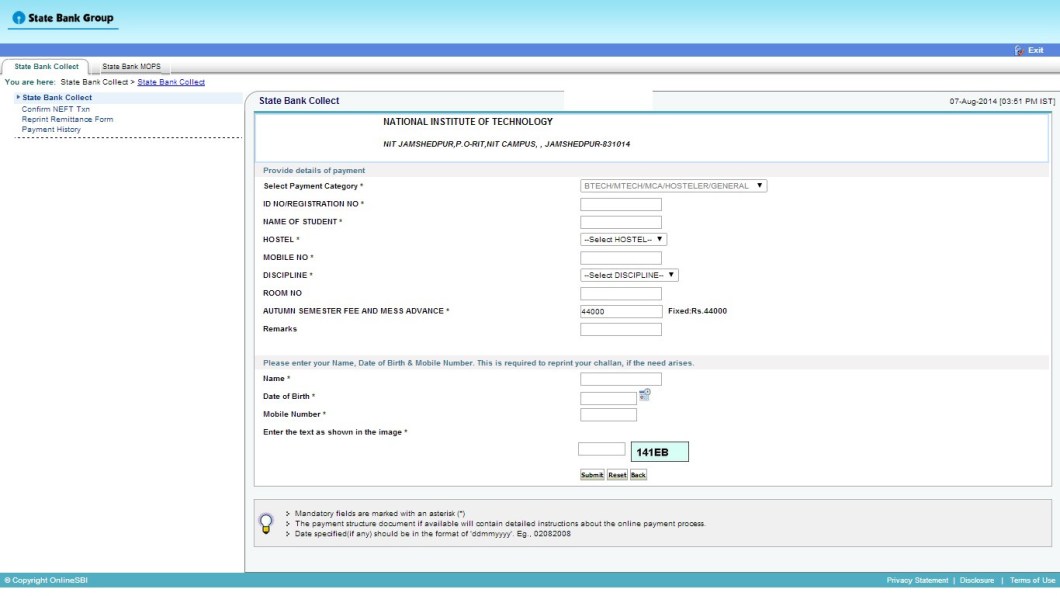 State Bank Group
Exit
State Bank Collect State Bank MOPS
You are here: State Bank Collect > State Bank Collect
State Bank Collect
Confirm NEFT Txn
Reprint Remittance Form
Payment History
State Bank Collect 07-Aug-2014 [03:51 PM IST]
NATIONAL INSTITUTE OF TECHNOLOGY
NIT JAMSHEDPUR,P.O-RIT,NIT CAMPUS, , JAMSHEDPUR-831014
Provide details of payment
Select Payment Category * BTECH/MTECH/MCA/HOSTELER/GENERAL
ID NO/REGISTRATION NO *
NAME OF STUDENT *
HOSTEL * --Select HOSTEL--
MOBILE NO *
DISCIPLINE * --Select DISCIPLINE--
ROOM NO
AUTUMN SEMESTER FEE AND MESS ADVANCE * 44000 Fixed:Rs.44000
Remarks
Please enter your Name, Date of Birth & Mobile Number. This is required to reprint your challan, if the need arises.
Name *
Date of Birth *
Mobile Number *
Enter the text as shown in the image *
141EB
Submit Reset Back
> Mandatory fields are marked with an asterisk (*)
> The payment structure document if available will contain detailed instructions about the online payment process.
> Date specified(if any) should be in the format of 'ddmmyyyy'. Eg., 02082008
© Copyright OnlineSBI Privacy Statement | Disclosure | Terms of Use